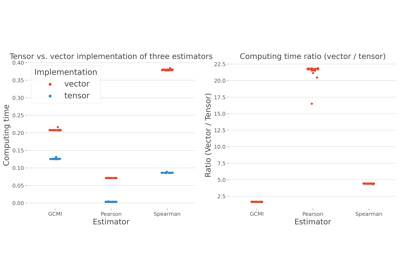 Tensor vs. vector implementation of three estimators
0.40
0.35
0.30
0.25
0.20
0.15
0.10
0.05
0.00
Computing time
Implementation
vector
tensor
GCMI
Pearson
Spearman
Estimator
Computing time ratio (vector / tensor)
22.5
20.0
17.5
15.0
12.5
10.0
7.5
5.0
2.5
Ratio (Vector / Tensor)
GCMI
Pearson
Spearman
Estimator